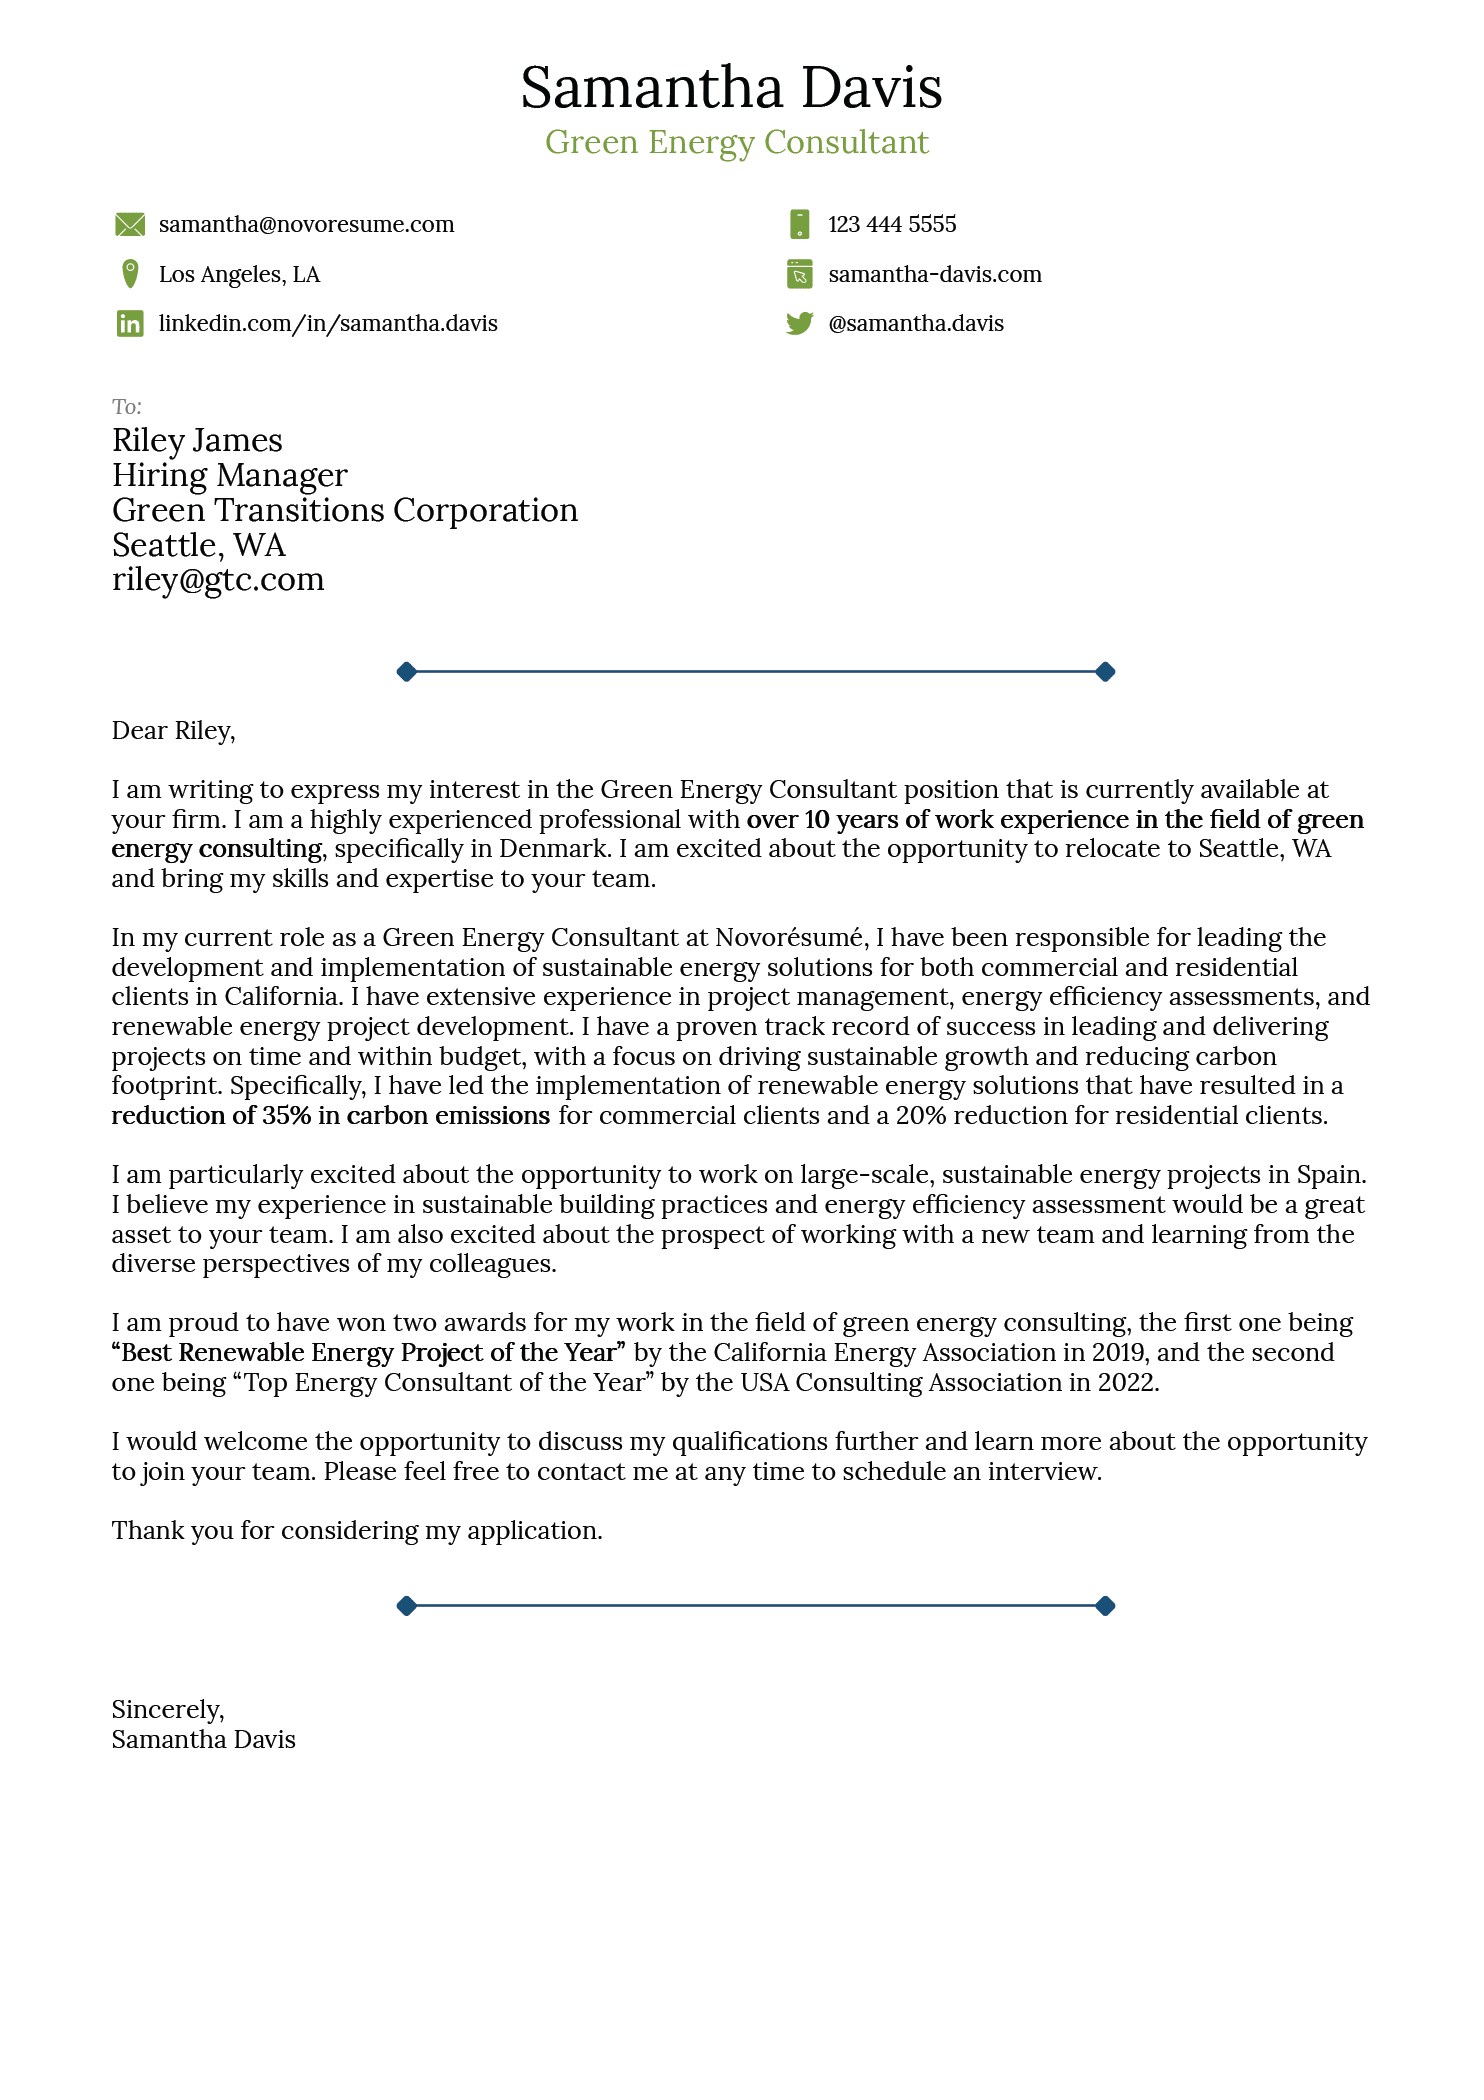 Samantha Davis
Green Energy Consultant
samantha@novoresume.com
123 444 5555
Los Angeles, LA
samantha-davis.com
linkedin.com/in/samantha.davis
@samantha.davis
To:
Riley James
Hiring Manager
Green Transitions Corporation
Seattle, WA
riley@gtc.com
Dear Riley,
I am writing to express my interest in the Green Energy Consultant position that is currently available at
your firm. I am a highly experienced professional with over 10 years of work experience in the field of green
energy consulting, specifically in Denmark. I am excited about the opportunity to relocate to Seattle, WA
and bring my skills and expertise to your team.
In my current role as a Green Energy Consultant at Novorésumé, I have been responsible for leading the
development and implementation of sustainable energy solutions for both commercial and residential
clients in California. I have extensive experience in project management, energy efficiency assessments, and
renewable energy project development. I have a proven track record of success in leading and delivering
projects on time and within budget, with a focus on driving sustainable growth and reducing carbon
footprint. Specifically, I have led the implementation of renewable energy solutions that have resulted in a
reduction of 35% in carbon emissions for commercial clients and a 20% reduction for residential clients.
I am particularly excited about the opportunity to work on large-scale, sustainable energy projects in Spain.
I believe my experience in sustainable building practices and energy efficiency assessment would be a great
asset to your team. I am also excited about the prospect of working with a new team and learning from the
diverse perspectives of my colleagues.
I am proud to have won two awards for my work in the field of green energy consulting, the first one being
“Best Renewable Energy Project of the Year” by the California Energy Association in 2019, and the second
one being “Top Energy Consultant of the Year” by the USA Consulting Association in 2022.
I would welcome the opportunity to discuss my qualifications further and learn more about the opportunity
to join your team. Please feel free to contact me at any time to schedule an interview.
Thank you for considering my application.
Sincerely,
Samantha Davis